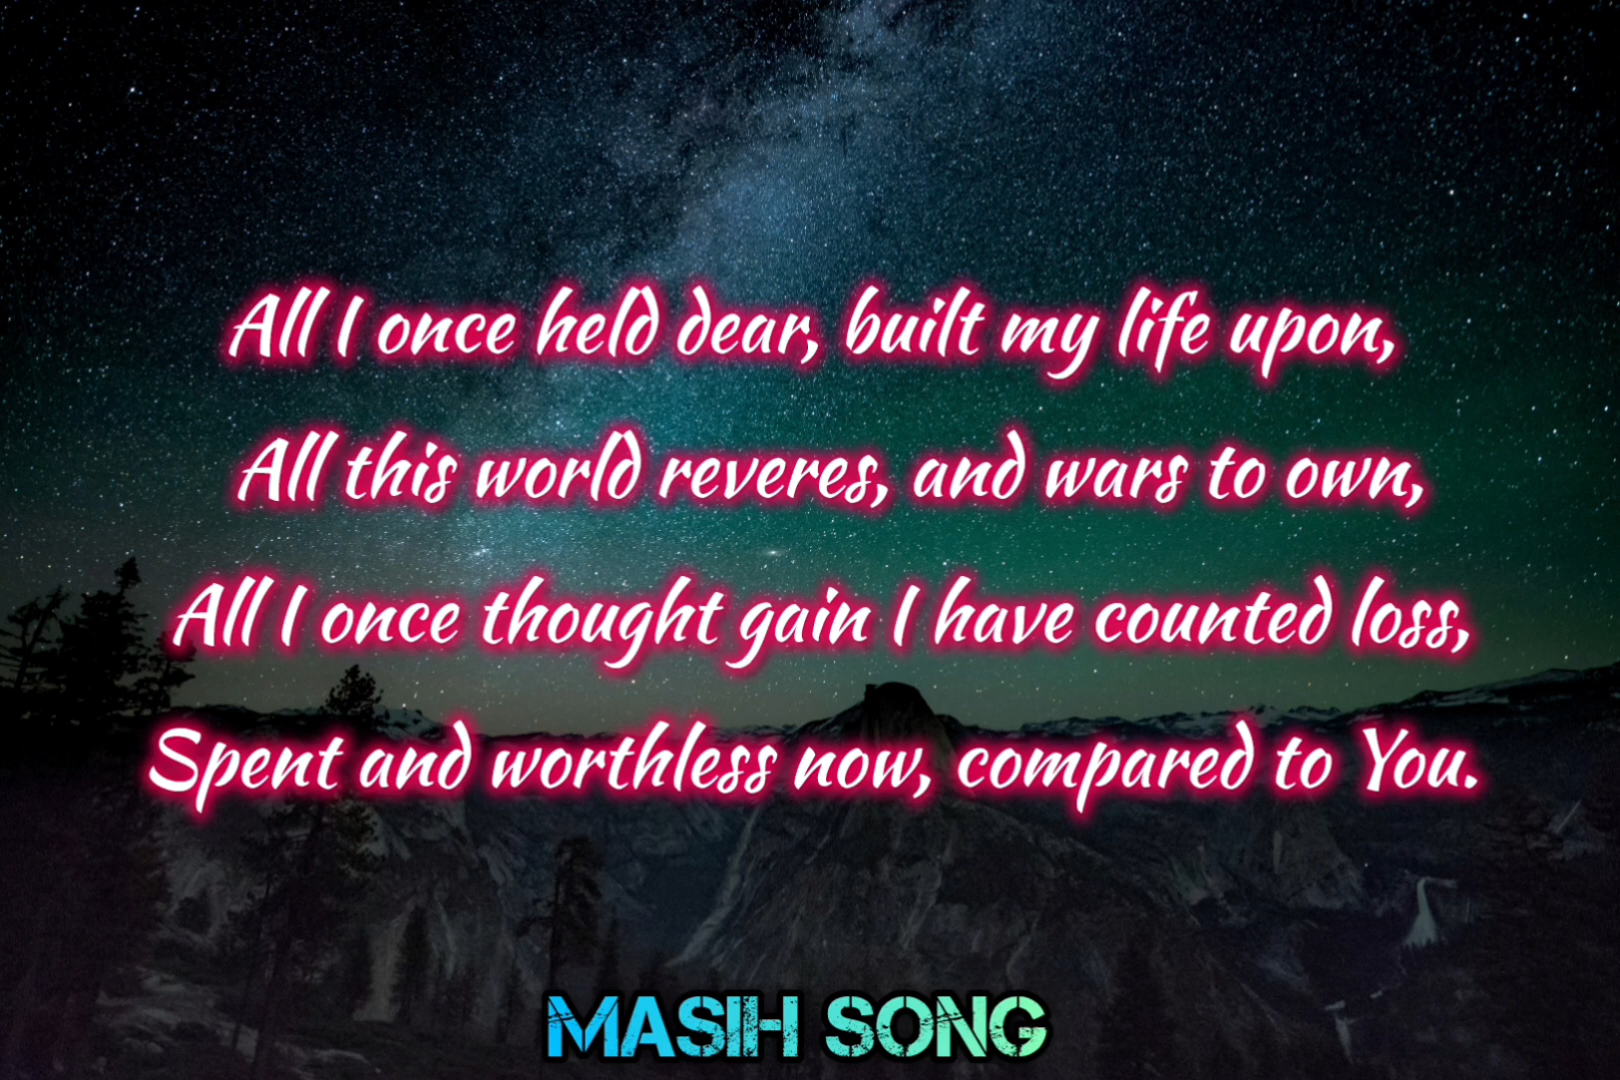 All I once held dear, built my life upon,
All this world reveres, and wars to own,
All I once thought gain I have counted loss,
Spent and worthless now, compared to You.
MASIH SONG